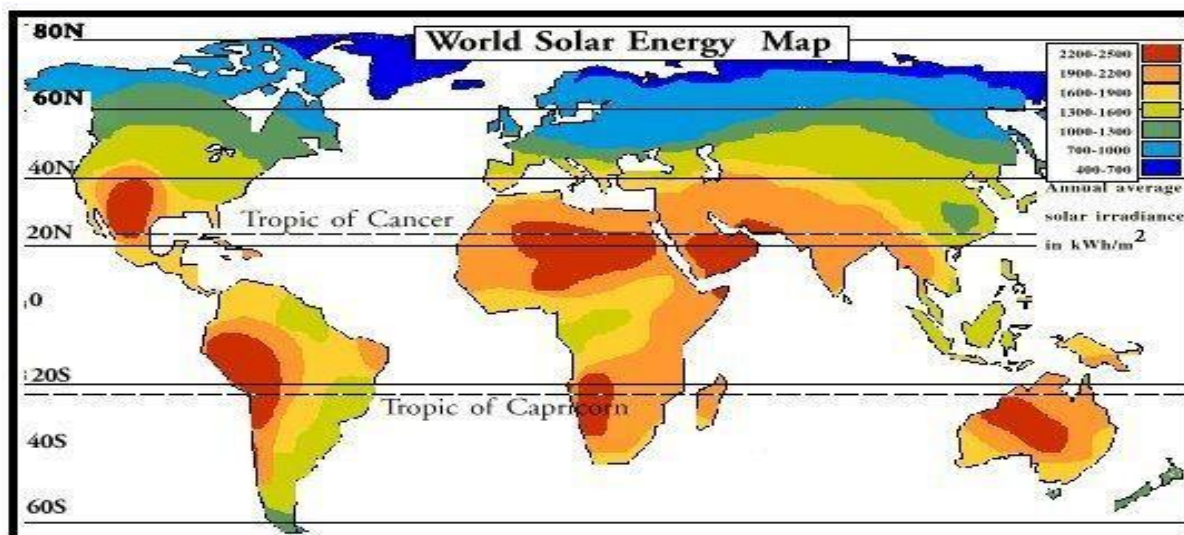 80N
World Solar Energy Map
2200-2500
1900-2200
1600-1900
1300-1600
1000-1300
700-1000
400-700
60N
40N
Annual average
Tropic of Cancer
solar irradiance
20N
in kWh/m²
0
20S
Tropic of Capricorn
40S
60S